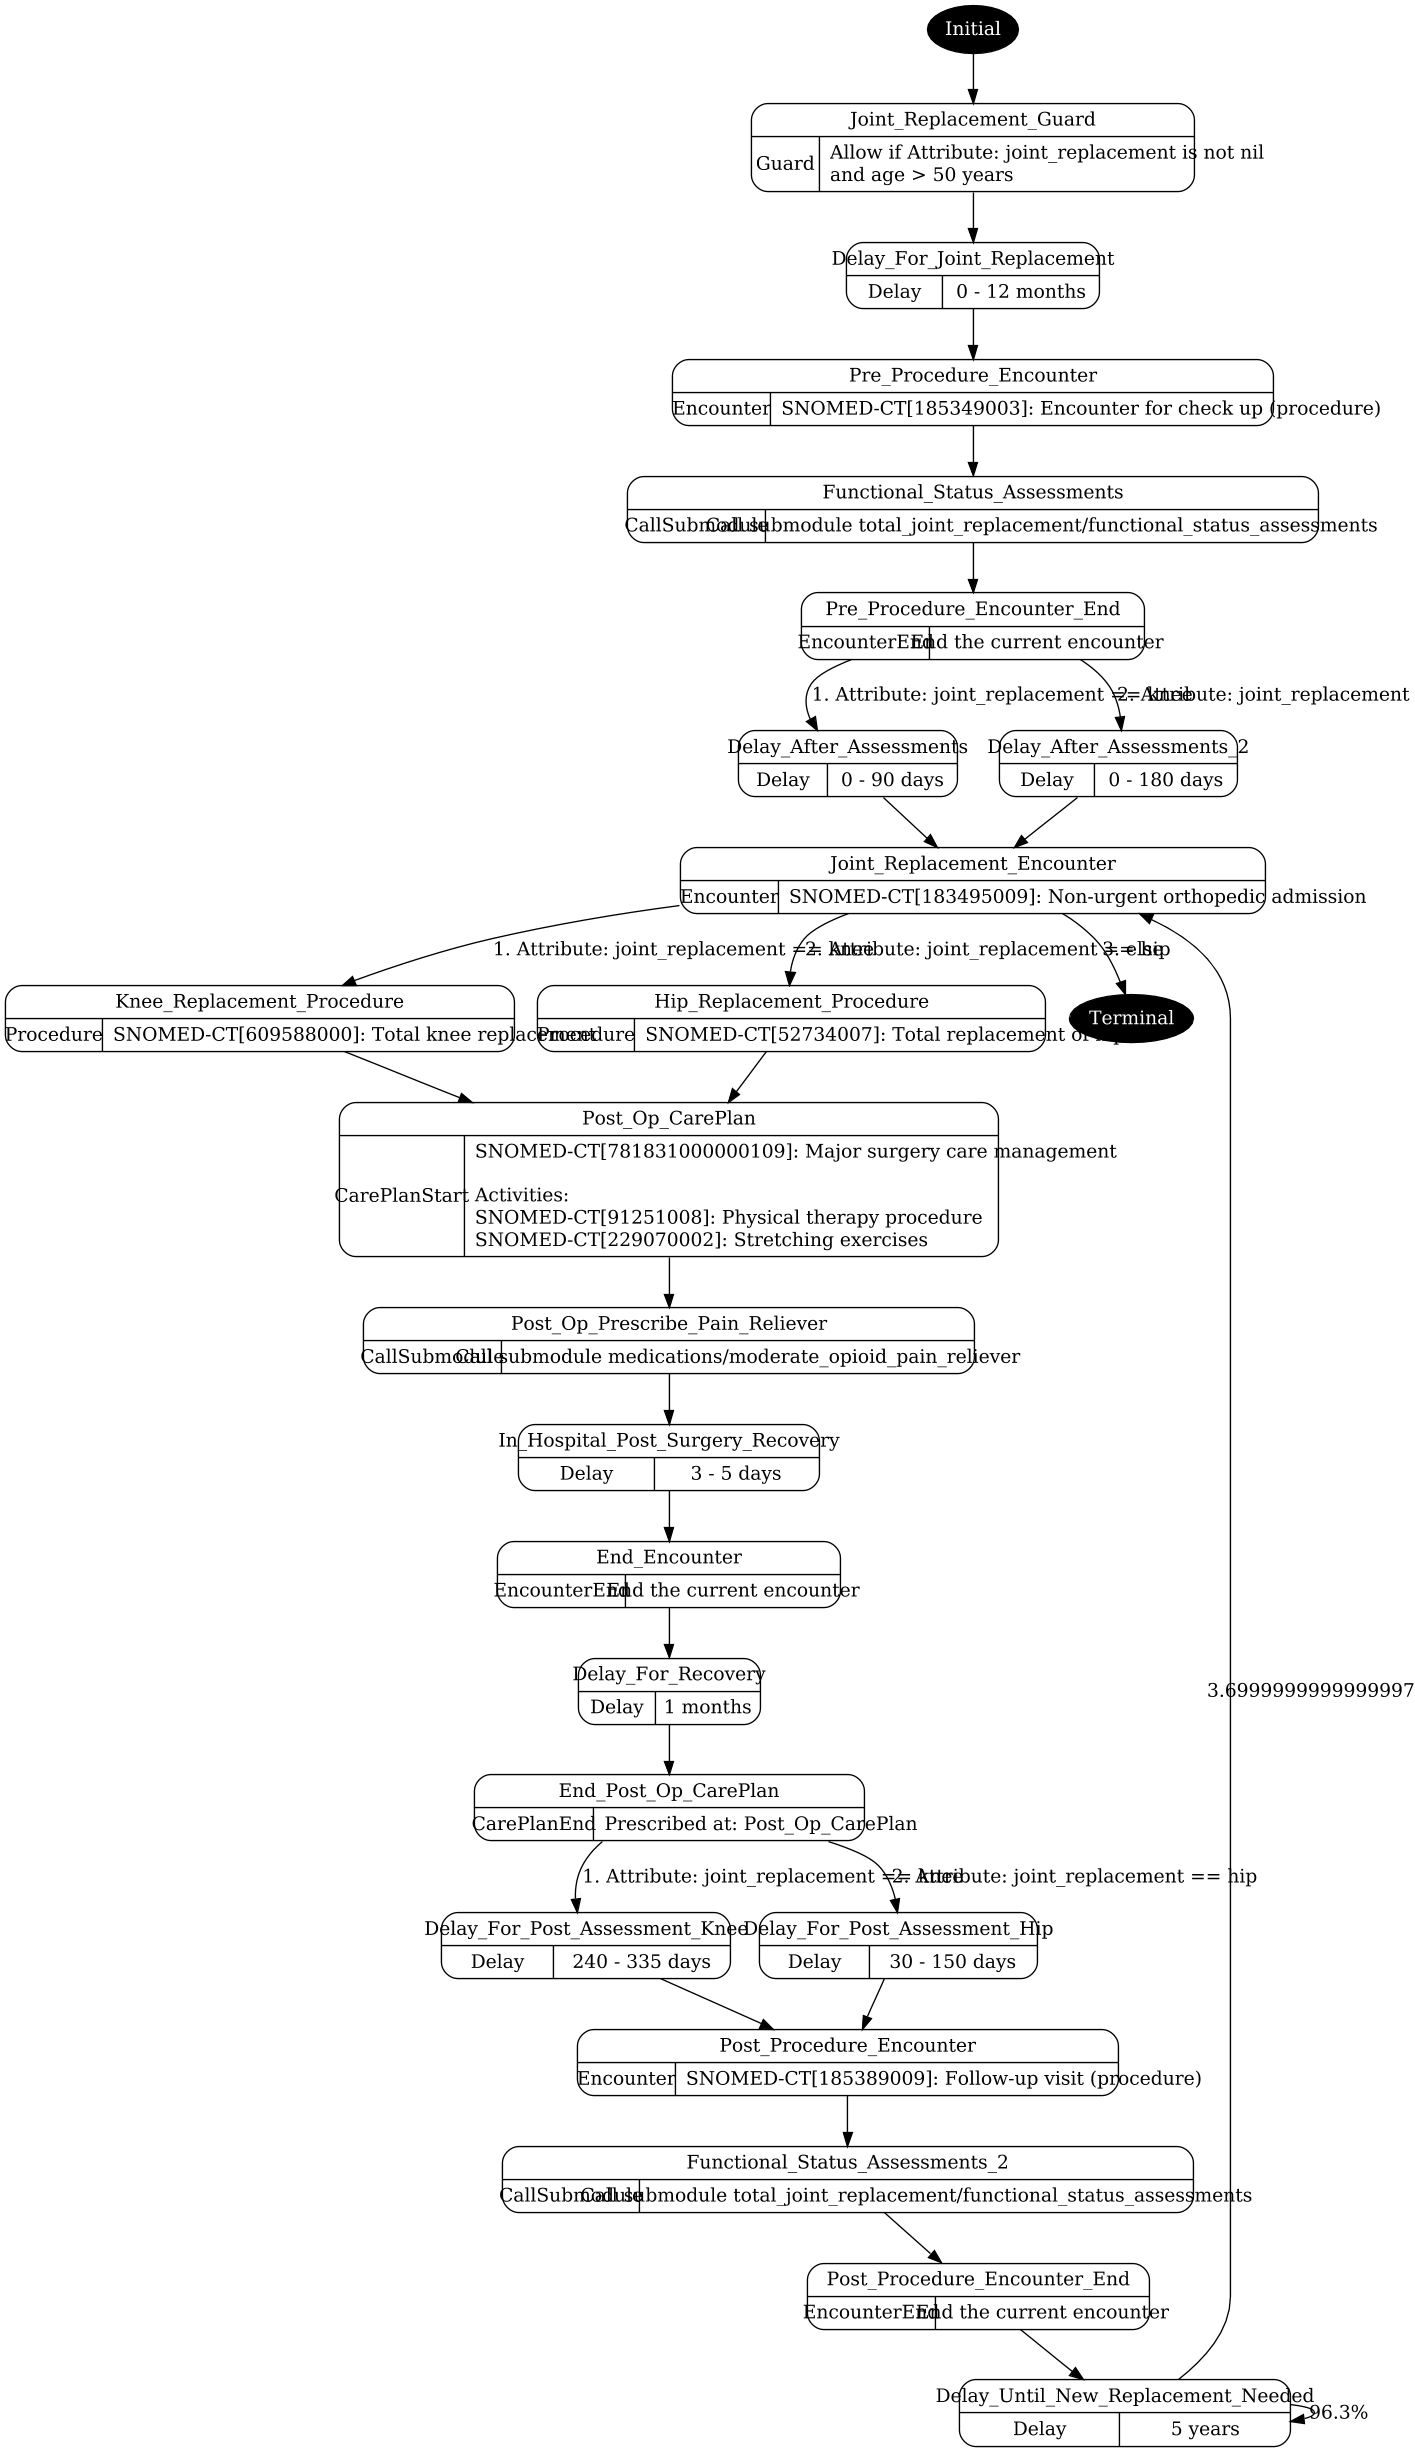 Initial
Joint_Replacement_Guard
Guard
Allow if Attribute: joint_replacement is not nil
and age > 50 years
Delay_For_Joint_Replacement
Delay
0 - 12 months
Pre_Procedure_Encounter
Encounter
SNOMED-CT[185349003]: Encounter for check up (procedure)
Functional_Status_Assessments
CallSubmodule
Call submodule total_joint_replacement/functional_status_assessments
Pre_Procedure_Encounter_End
EncounterEnd
End the current encounter
1. Attribute: joint_replacement == knee
2. Attribute: joint_replacement
Delay_After_Assessments
Delay
0 - 90 days
Delay_After_Assessments_2
Delay
0 - 180 days
Joint_Replacement_Encounter
Encounter
SNOMED-CT[183495009]: Non-urgent orthopedic admission
1. Attribute: joint_replacement == knee
2. Attribute: joint_replacement == hip
3. else
Knee_Replacement_Procedure
Procedure
SNOMED-CT[609588000]: Total knee replacement
Hip_Replacement_Procedure
Procedure
SNOMED-CT[52734007]: Total replacement of
Terminal
Post_Op_CarePlan
CarePlanStart
SNOMED-CT[781831000000109]: Major surgery care management
Activities:
SNOMED-CT[91251008]: Physical therapy procedure
SNOMED-CT[229070002]: Stretching exercises
Post_Op_Prescribe_Pain_Reliever
CallSubmodule
Call submodule medications/moderate_opioid_pain_reliever
In_Hospital_Post_Surgery_Recovery
Delay
3 - 5 days
End_Encounter
EncounterEnd
End the current encounter
Delay_For_Recovery
Delay
1 months
3.6999999999999997
End_Post_Op_CarePlan
CarePlanEnd
Prescribed at: Post_Op_CarePlan
1. Attribute: joint_replacement == knee
2. Attribute: joint_replacement == hip
Delay_For_Post_Assessment_Knee
Delay
240 - 335 days
Delay_For_Post_Assessment_Hip
Delay
30 - 150 days
Post_Procedure_Encounter
Encounter
SNOMED-CT[185389009]: Follow-up visit (procedure)
Functional_Status_Assessments_2
CallSubmodule
Call submodule total_joint_replacement/functional_status_assessments
Post_Procedure_Encounter_End
EncounterEnd
End the current encounter
Delay_Until_New_Replacement_Needed
Delay
5 years
96.3%